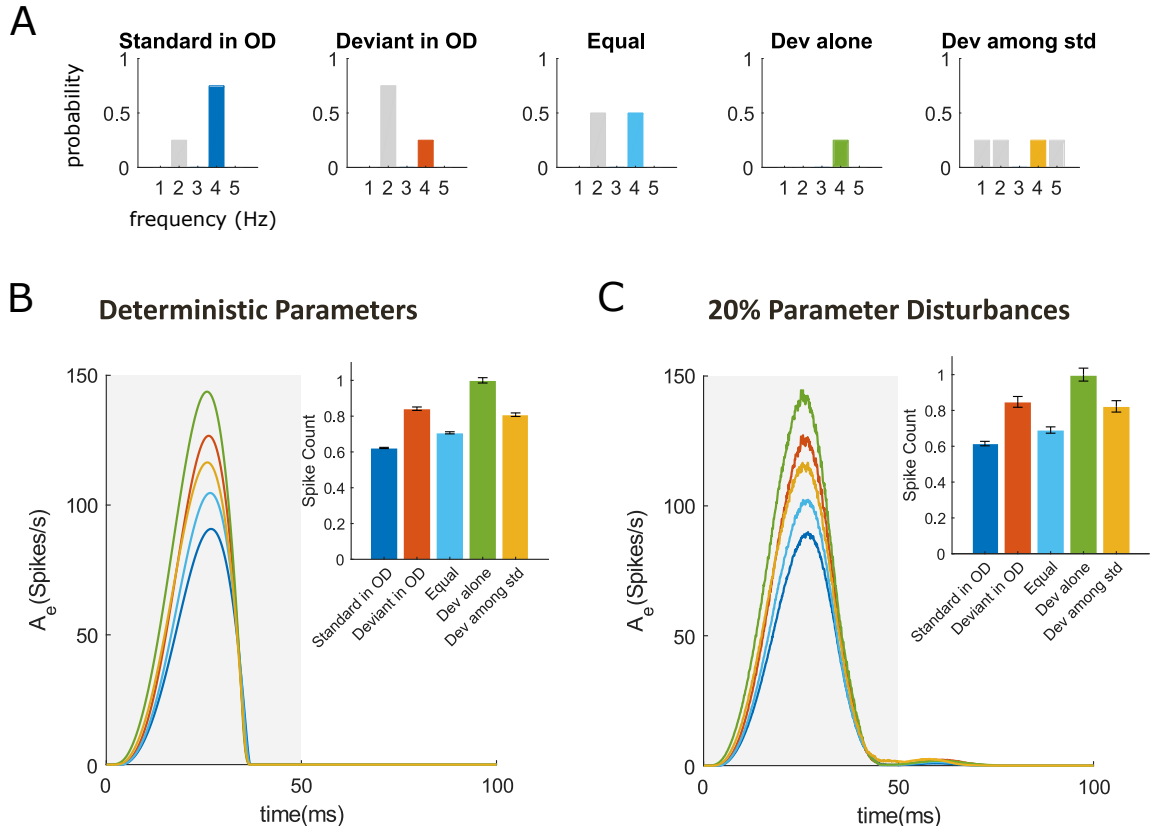 A
Standard in OD
Deviant in OD
Equal
Dev alone
Dev among std
probability
1
0.5
0
1 2 3 4 5
1
0.5
0
1 2 3 4 5
1
0.5
0
1 2 3 4 5
1
0.5
0
1 2 3 4 5
1
0.5
0
1 2 3 4 5
frequency (Hz)
B
Deterministic Parameters
A_e(Spikes/s)
150
100
50
0
0 50 100
time(ms)
Spike Count
1
0.8
0.6
0.4
0.2
0
Standard in OD
Deviant in OD
Equal
Dev alone
Dev among std
C
20% Parameter Disturbances
A_e(Spikes/s)
150
100
50
0
0 50 100
time(ms)
Spike Count
1
0.8
0.6
0.4
0.2
0
Standard in OD
Deviant in OD
Equal
Dev alone
Dev among std